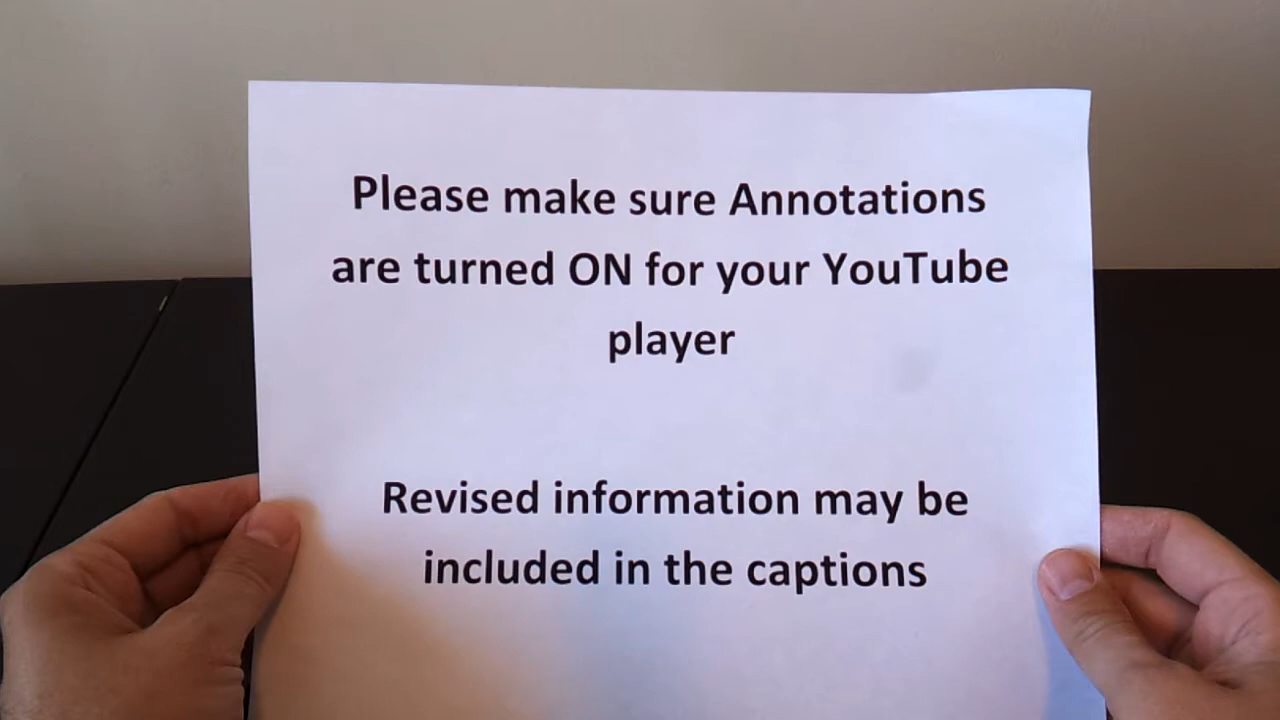 Please make sure Annotations
are turned ON for your YouTube
player
Revised information may be
included in the captions